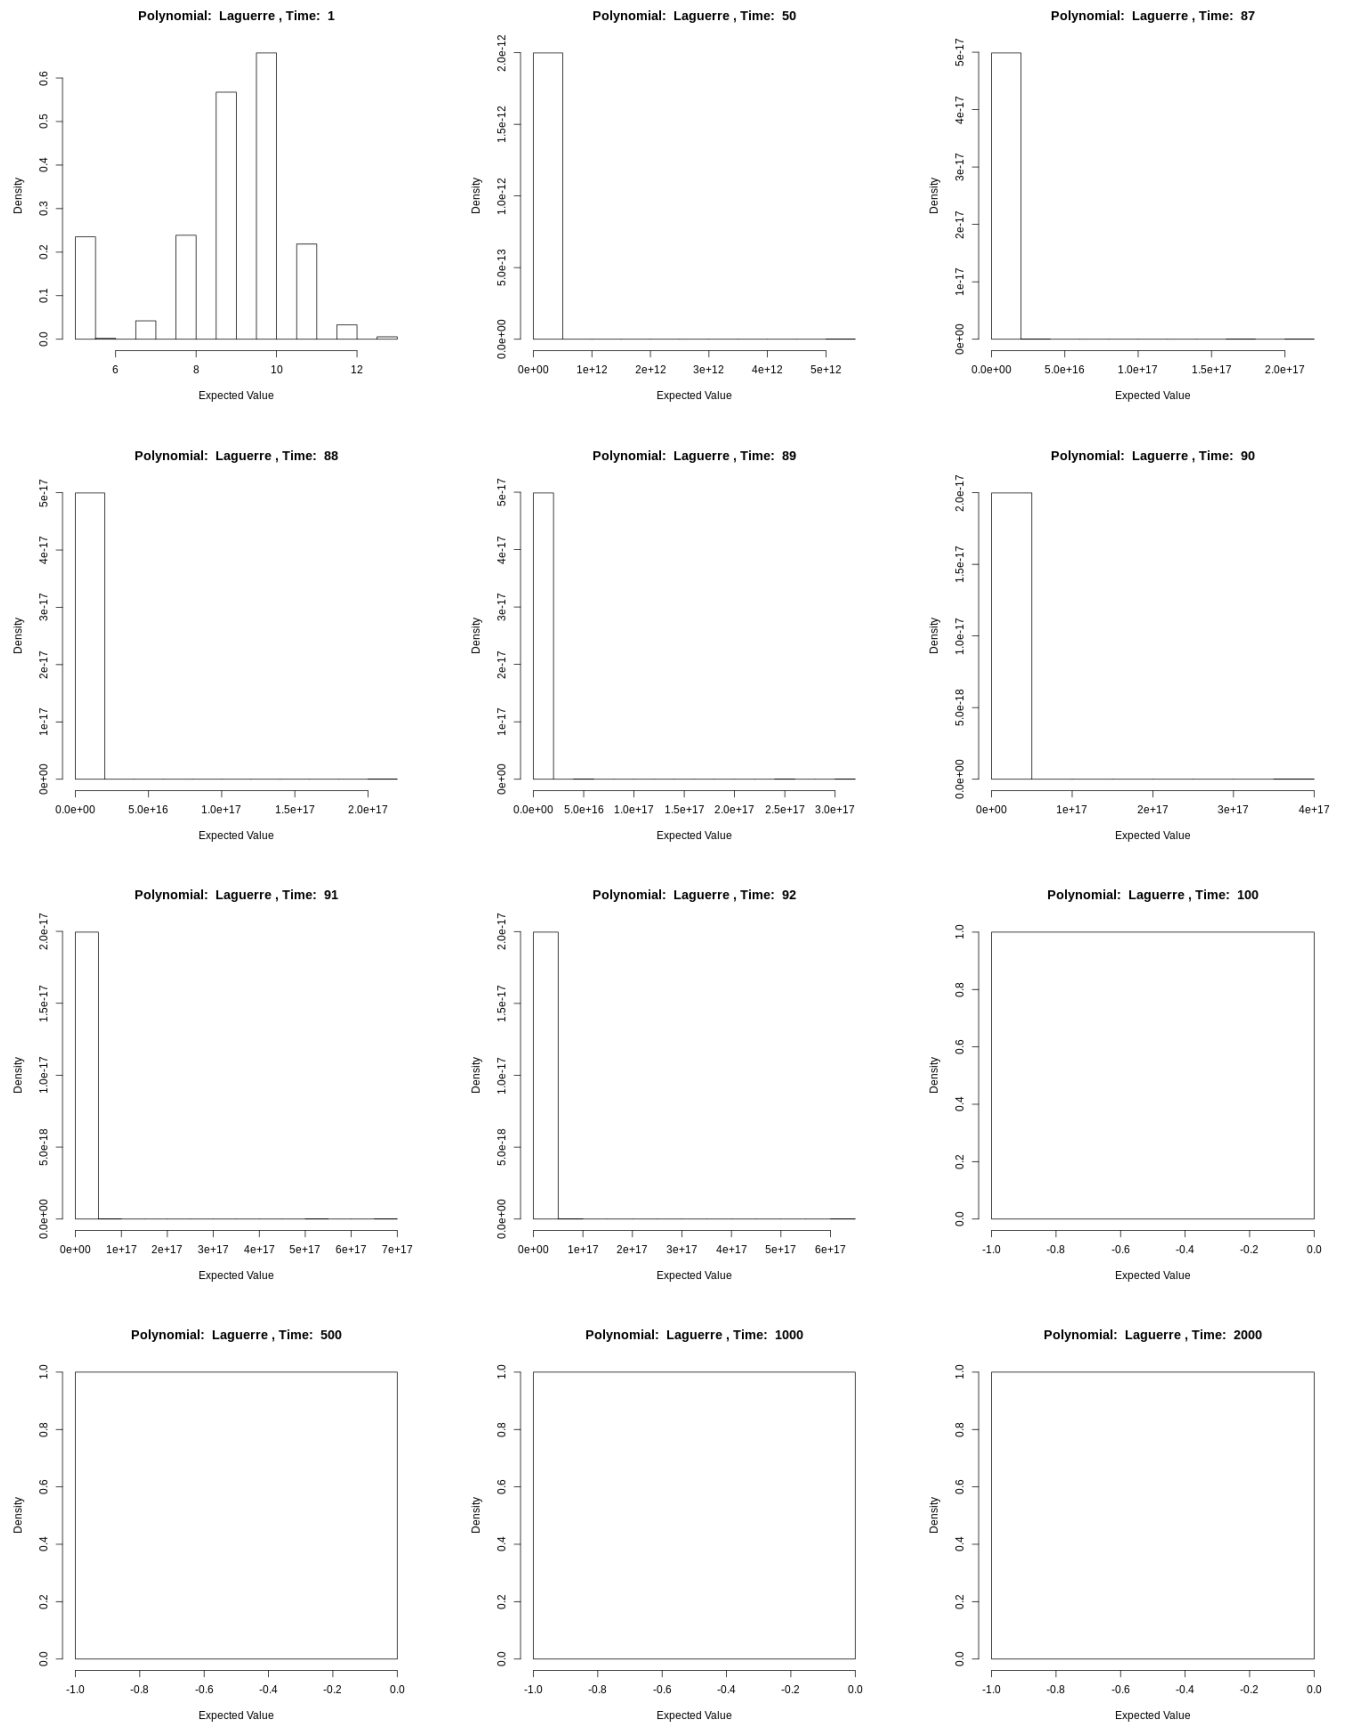 Polynomial:  Laguerre , Time:  1
Density
0.0 0.1 0.2 0.3 0.4 0.5 0.6
6 8 10 12
Expected Value
Polynomial:  Laguerre , Time:  50
Density
0.0e+00 5.0e-13 1.0e-12 1.5e-12 2.0e-12
0e+00 1e+12 2e+12 3e+12 4e+12 5e+12
Expected Value
Polynomial:  Laguerre , Time:  87
Density
0e+00 1e-17 2e-17 3e-17 4e-17 5e-17
0.0e+00 5.0e+16 1.0e+17 1.5e+17 2.0e+17
Expected Value
Polynomial:  Laguerre , Time:  88
Density
0e+00 1e-17 2e-17 3e-17 4e-17 5e-17
0.0e+00 5.0e+16 1.0e+17 1.5e+17 2.0e+17
Expected Value
Polynomial:  Laguerre , Time:  89
Density
0e+00 1e-17 2e-17 3e-17 4e-17 5e-17
0.0e+00 5.0e+16 1.0e+17 1.5e+17 2.0e+17 2.5e+17 3.0e+17
Expected Value
Polynomial:  Laguerre , Time:  90
Density
0.0e+00 5.0e-18 1.0e-17 1.5e-17 2.0e-17
0e+00 1e+17 2e+17 3e+17 4e+17
Expected Value
Polynomial:  Laguerre , Time:  91
Density
0.0e+00 5.0e-18 1.0e-17 1.5e-17 2.0e-17
0e+00 1e+17 2e+17 3e+17 4e+17 5e+17 6e+17 7e+17
Expected Value
Polynomial:  Laguerre , Time:  92
Density
0.0e+00 5.0e-18 1.0e-17 1.5e-17 2.0e-17
0e+00 1e+17 2e+17 3e+17 4e+17 5e+17 6e+17
Expected Value
Polynomial:  Laguerre , Time:  100
Density
0.0 0.2 0.4 0.6 0.8 1.0
-1.0 -0.8 -0.6 -0.4 -0.2 0.0
Expected Value
Polynomial:  Laguerre , Time:  500
Density
0.0 0.2 0.4 0.6 0.8 1.0
-1.0 -0.8 -0.6 -0.4 -0.2 0.0
Expected Value
Polynomial:  Laguerre , Time:  1000
Density
0.0 0.2 0.4 0.6 0.8 1.0
-1.0 -0.8 -0.6 -0.4 -0.2 0.0
Expected Value
Polynomial:  Laguerre , Time:  2000
Density
0.0 0.2 0.4 0.6 0.8 1.0
-1.0 -0.8 -0.6 -0.4 -0.2 0.0
Expected Value